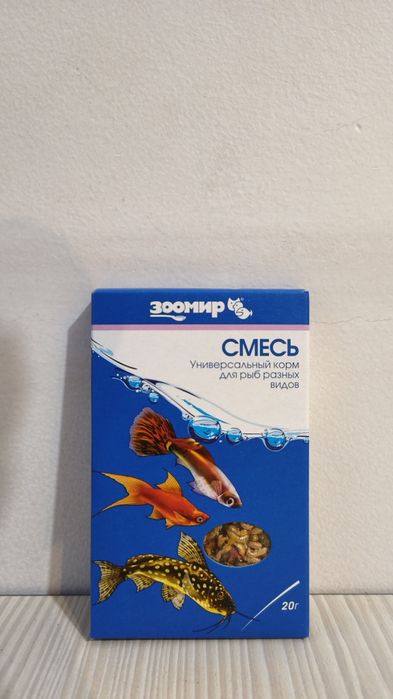 ЗООМИР
СМЕСЬ
Универсальный корм
для рыб разных
видов
20г